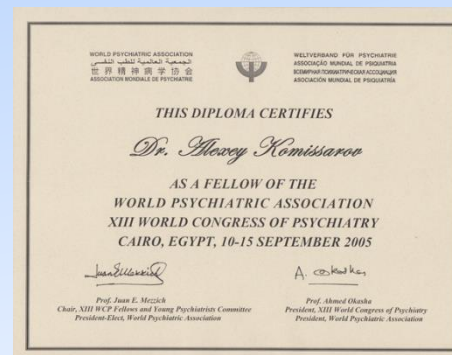 WORLD PSYCHIATRIC ASSOCIATION
الجمعية العالمية للطب النفسي
世界精神病学协会
ASSOCIATION MONDIALE DE PSYCHIATRIE
WELTVERBAND FÜR PSYCHIATRIE
ASSOCIAÇÃO MUNDIAL DE PSIQUIATRIA
ВСЕМИРНАЯ ПСИХИАТРИЧЕСКАЯ АССОЦИАЦИЯ
ASOCIACIÓN MUNDIAL DE PSIQUIATRÍA
THIS DIPLOMA CERTIFIES
Dr. Alexey Komissarov
AS A FELLOW OF THE
WORLD PSYCHIATRIC ASSOCIATION
XIII WORLD CONGRESS OF PSYCHIATRY
CAIRO, EGYPT, 10-15 SEPTEMBER 2005
Prof. Juan E. Mezzich
Chair, XIII WCP Fellows and Young Psychiatrists Committee
President-Elect, World Psychiatric Association
A. Okasha
Prof. Ahmed Okasha
President, XIII World Congress of Psychiatry
President, World Psychiatric Association